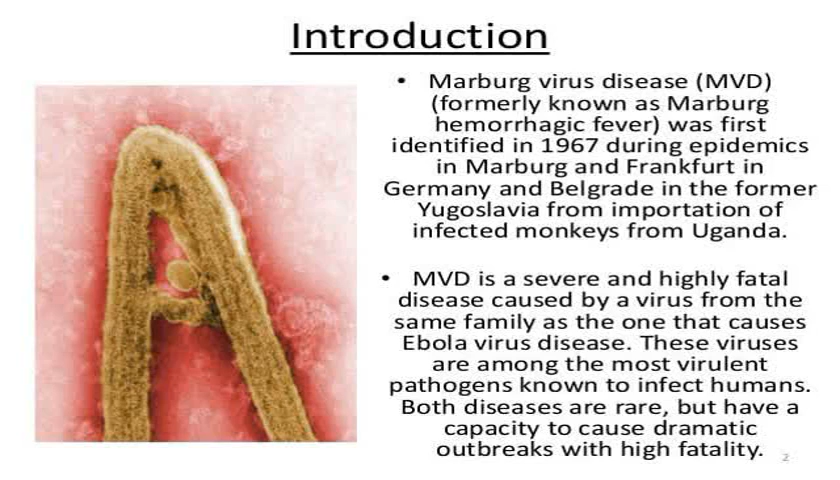 Introduction
• Marburg virus disease (MVD)
(formerly known as Marburg
hemorrhagic fever) was first
identified in 1967 during epidemics
in Marburg and Frankfurt in
Germany and Belgrade in the former
Yugoslavia from importation of
infected monkeys from Uganda.
• MVD is a severe and highly fatal
disease caused by a virus from the
same family as the one that causes
Ebola virus disease. These viruses
are among the most virulent
pathogens known to infect humans.
Both diseases are rare, but have a
capacity to cause dramatic
outbreaks with high fatality.
2